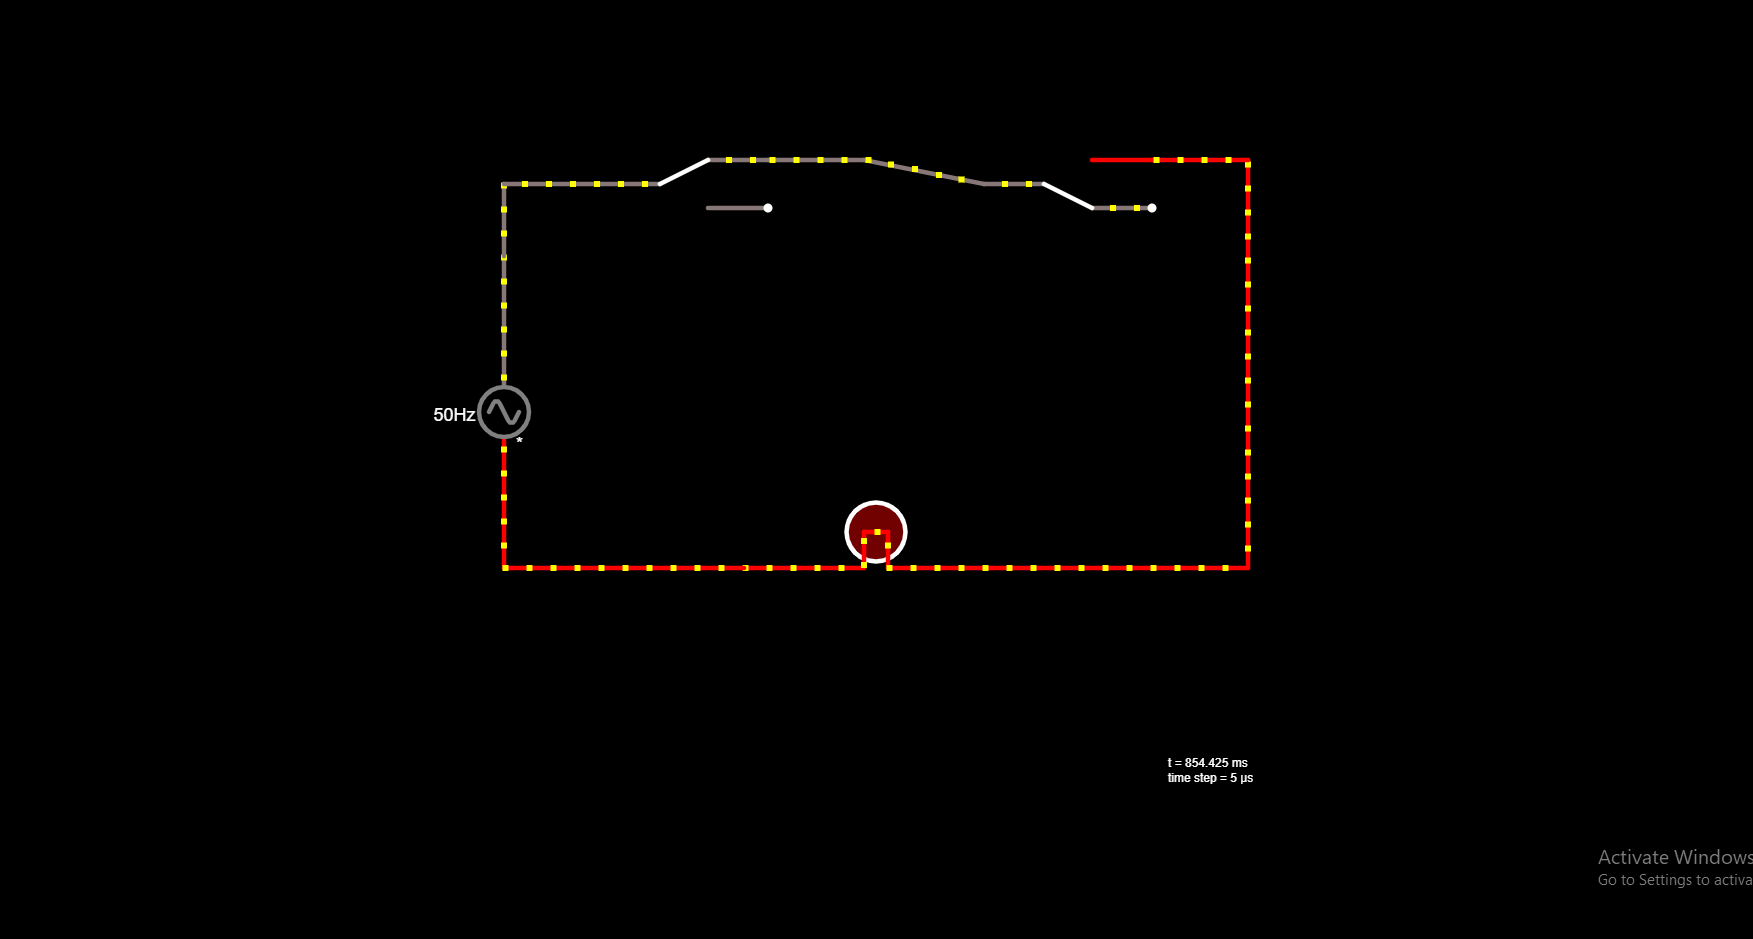 50Hz
*
t = 854.425 ms
time step = 5 µs
Activate Windows
Go to Settings to activa